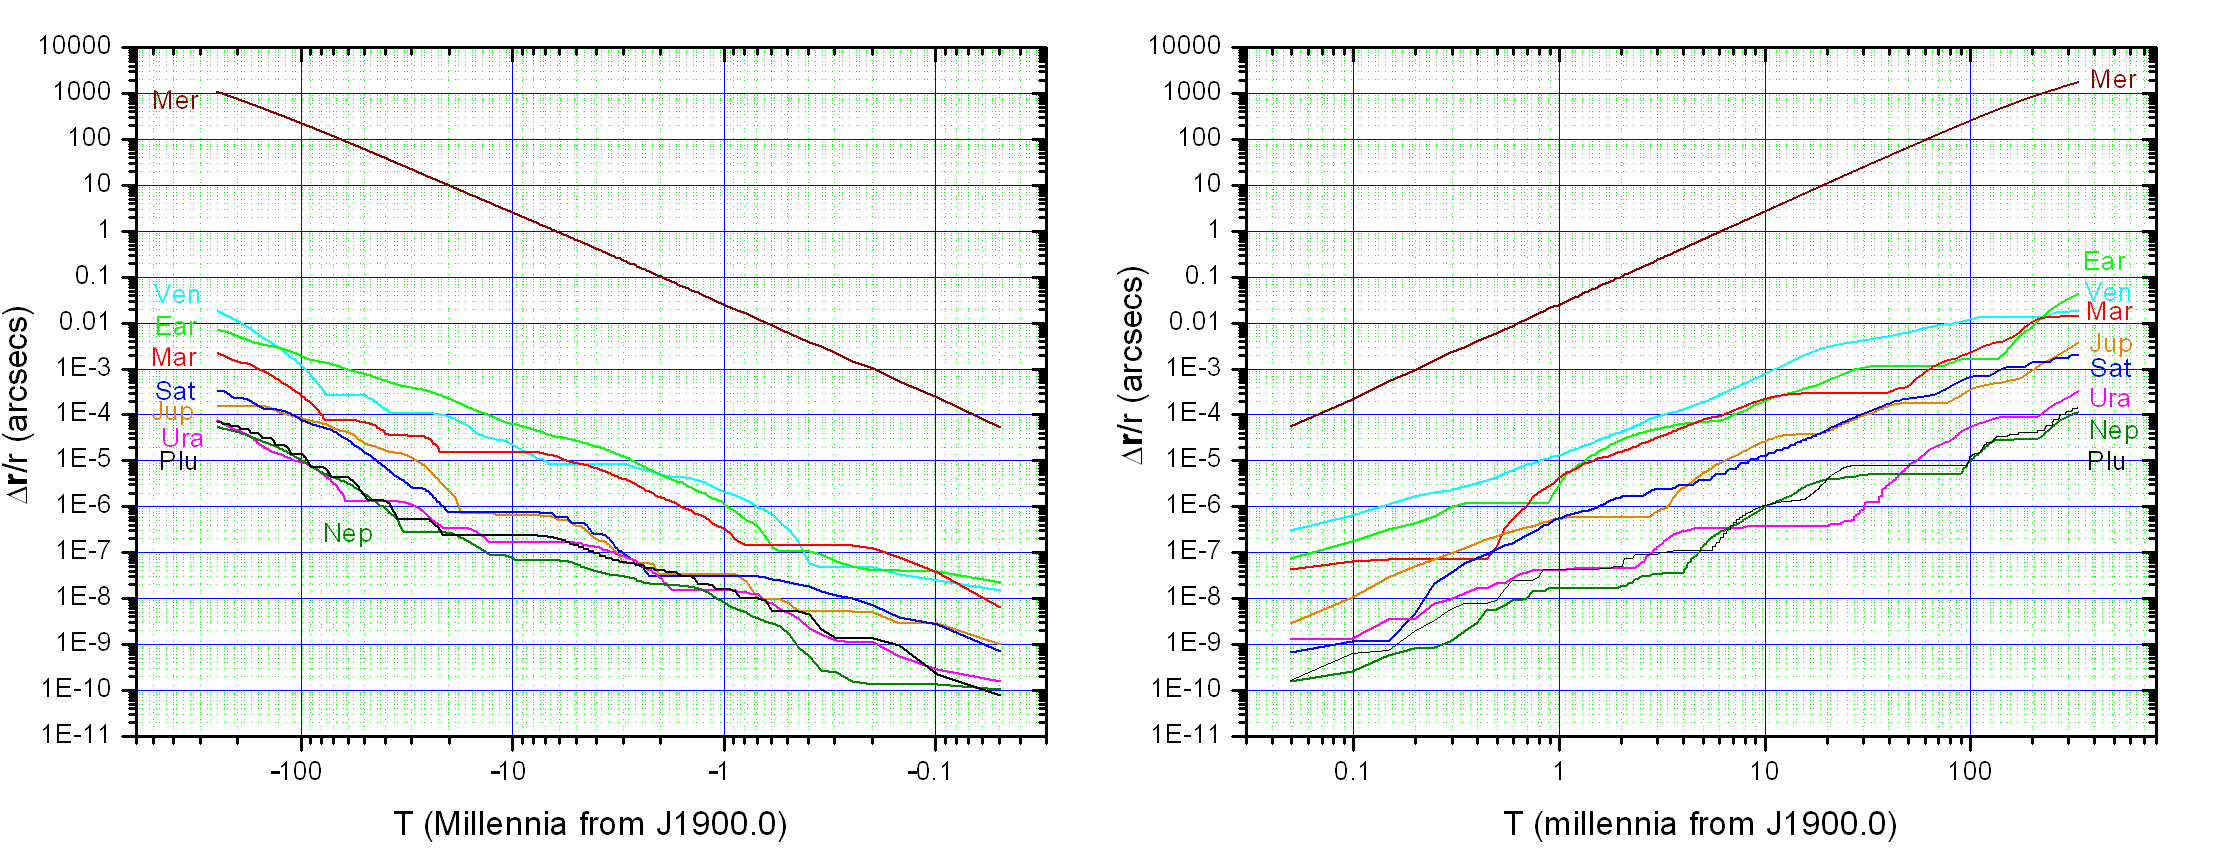 10000
1000
100
10
1
0.1
0.01
1E-3
1E-4
1E-5
1E-6
1E-7
1E-8
1E-9
1E-10
1E-11
Δr/r (arcsecs)
Mer
Ven
Ear
Mar
Sat
Jup
Ura
Plu
Nep
-100
-10
-1
-0.1
T (Millennia from J1900.0)
10000
1000
100
10
1
0.1
0.01
1E-3
1E-4
1E-5
1E-6
1E-7
1E-8
1E-9
1E-10
1E-11
Δr/r (arcsecs)
Mer
Ear
Ven
Mar
Jup
Sat
Ura
Nep
Plu
0.1
1
10
100
T (millennia from J1900.0)